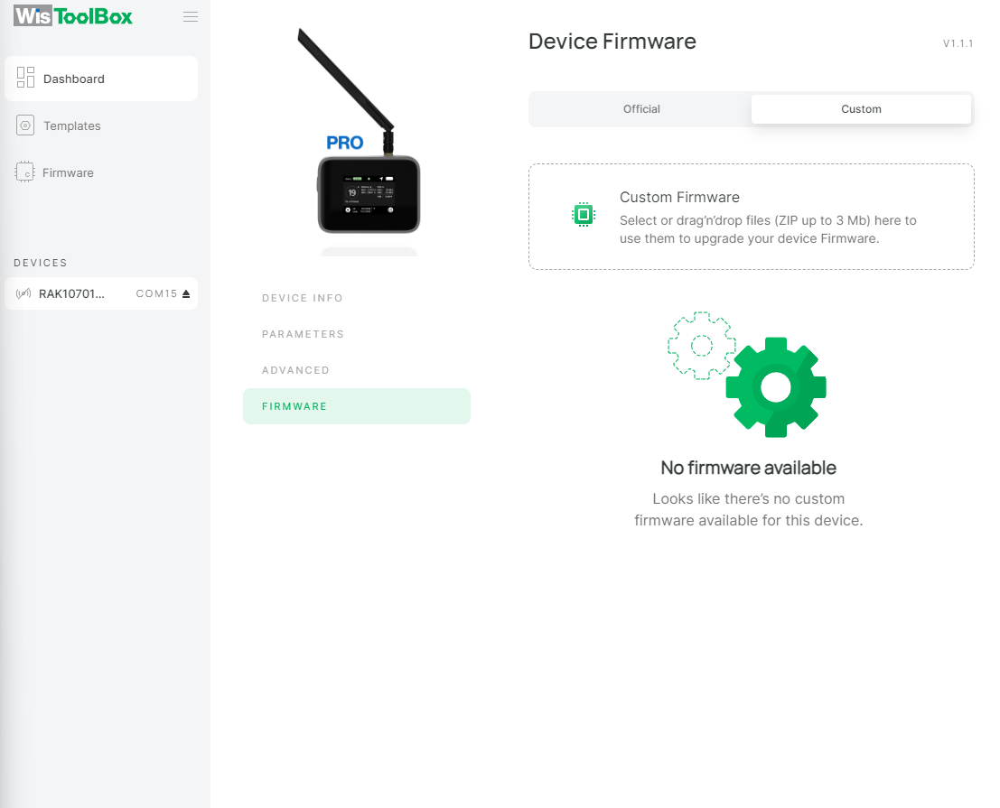 WisToolBox
Dashboard
Templates
Firmware
DEVICES
RAK10701...
COM15
PRO
19
DEVICE INFO
PARAMETERS
ADVANCED
FIRMWARE
Device Firmware
V1.1.1
Official
Custom
Custom Firmware
Select or drag’n’drop files (ZIP up to 3 Mb) here to
use them to upgrade your device Firmware.
No firmware available
Looks like there’s no custom
firmware available for this device.